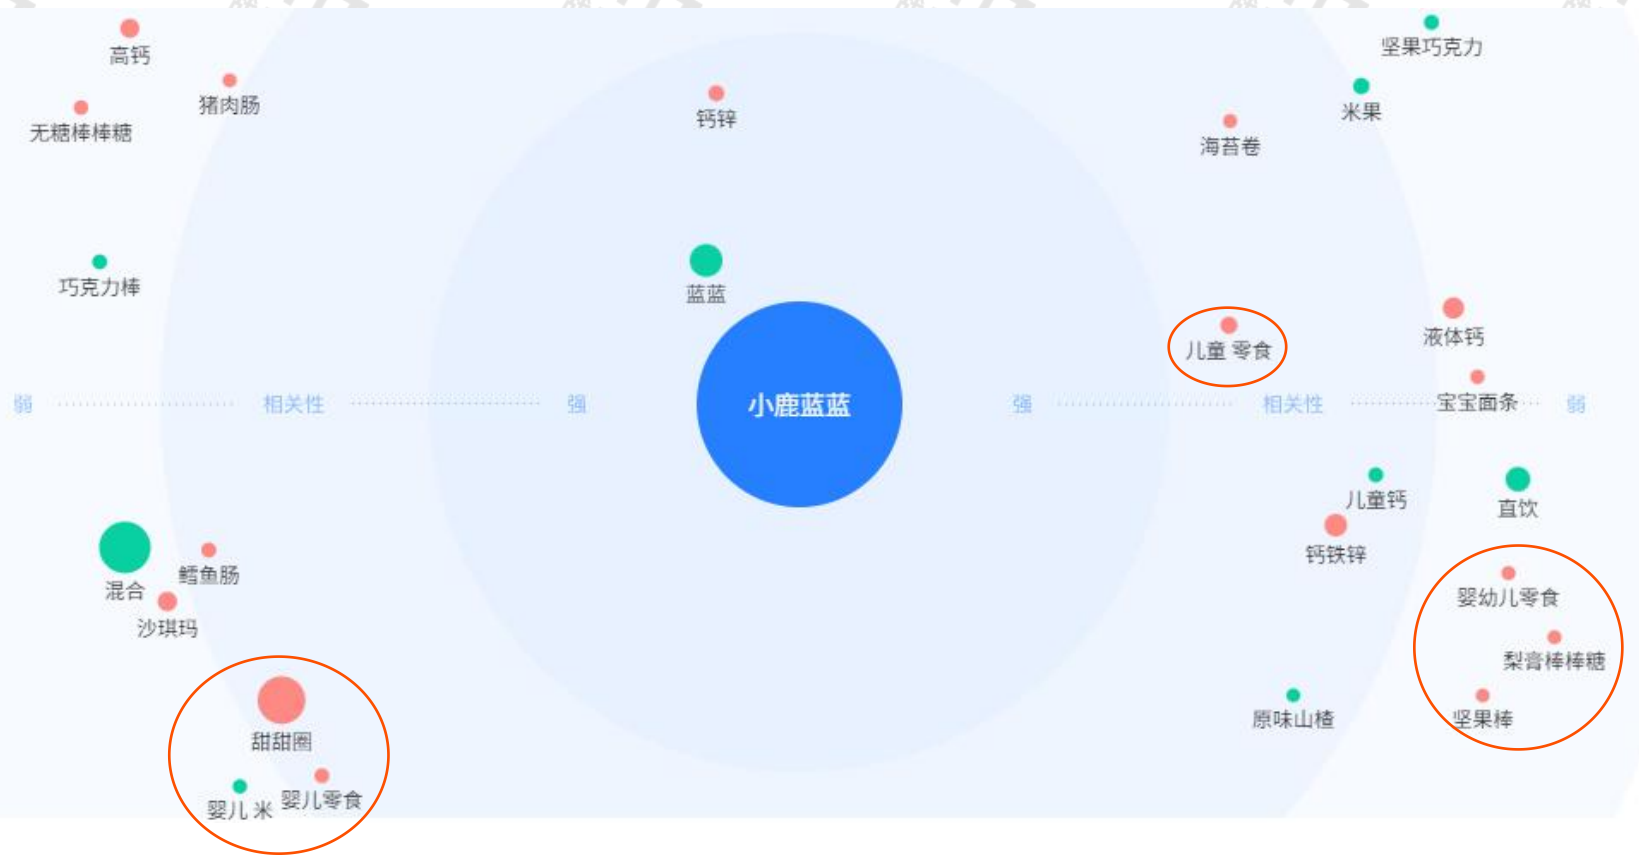 高钙
坚果巧克力
猪肉肠
钙锌
米果
无糖棒棒糖
海苔卷
巧克力棒
蓝蓝
液体钙
儿童 零食
弱 相关性 强 小鹿蓝蓝 强 相关性 宝宝面条 弱
儿童钙
直饮
钙铁锌
混合
鳕鱼肠
婴幼儿零食
沙琪玛
梨膏棒棒糖
原味山楂
坚果棒
甜甜圈
婴儿 米
婴儿零食